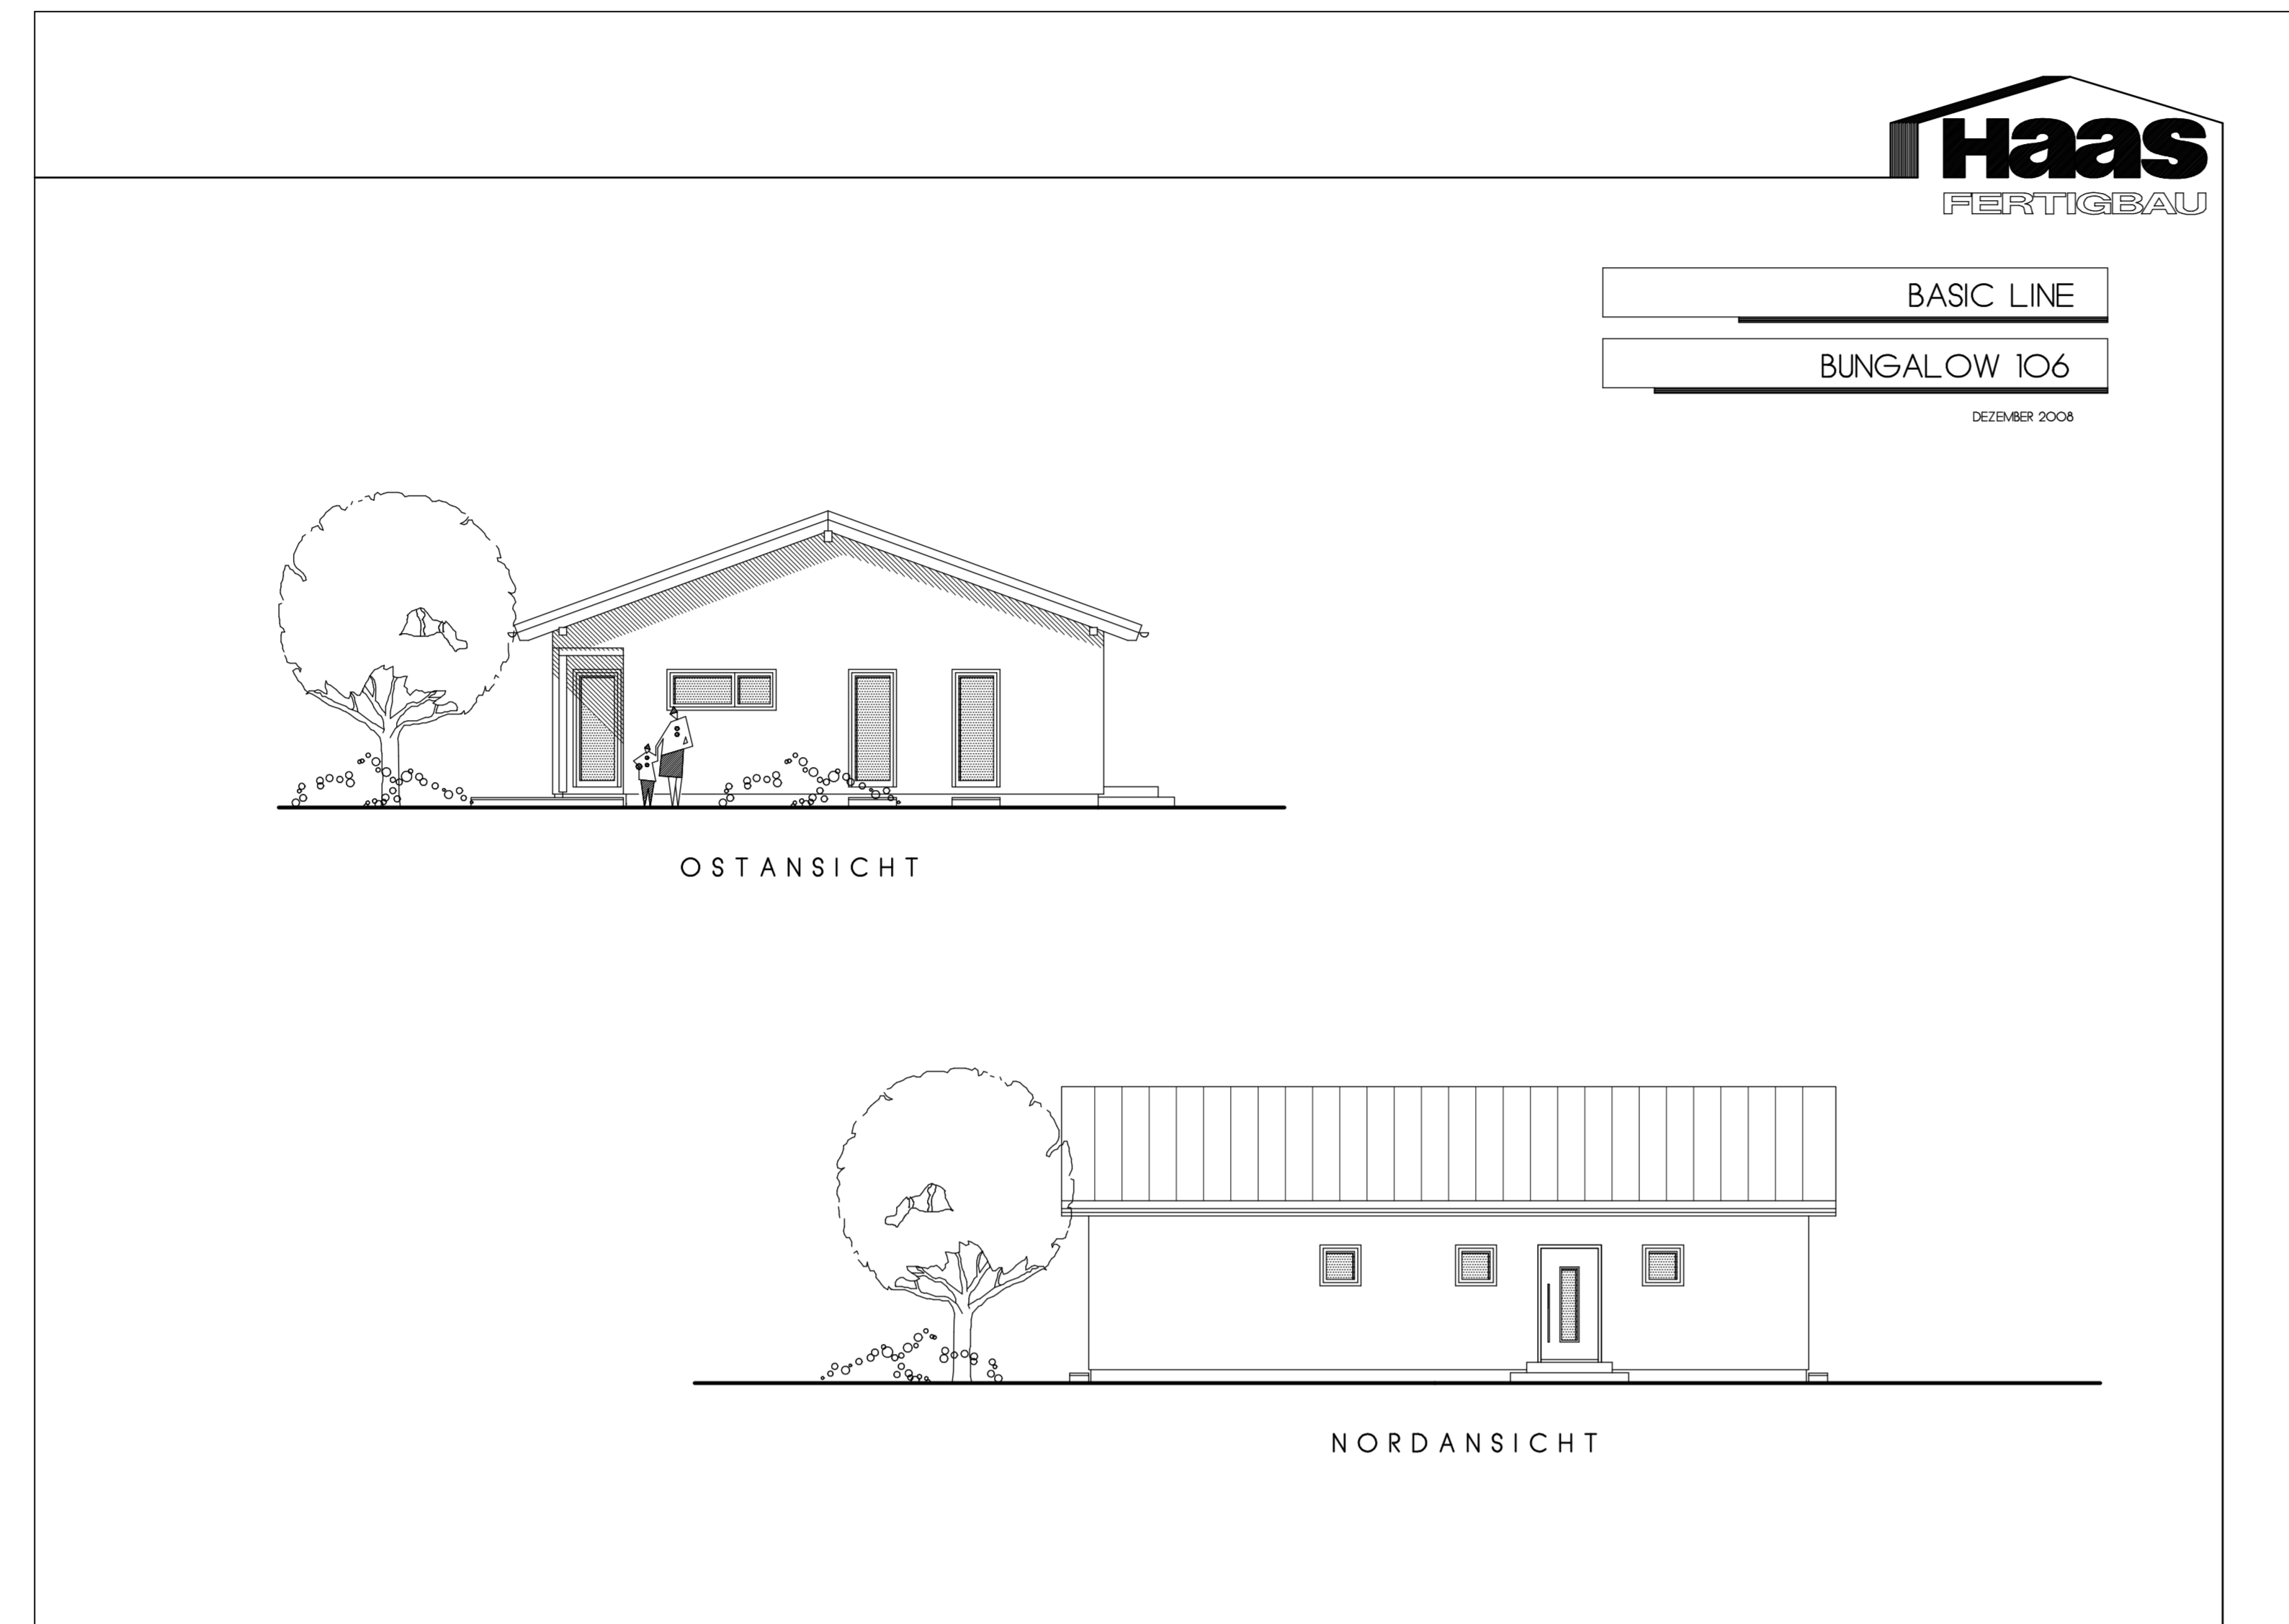 Haas
FERTIGBAU
BASIC LINE
BUNGALOW 106
DEZEMBER 2008
OSTANSICHT
NORDANSICHT